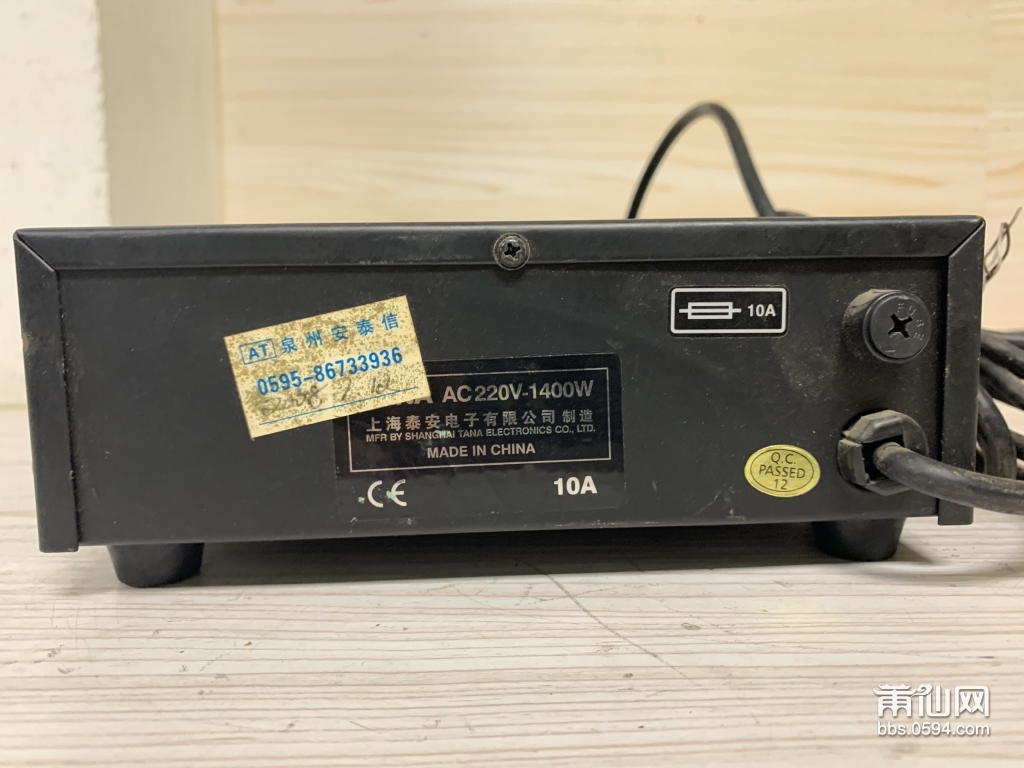 10A
AT 泉州安泰信
0595-86733936
AC220V-1400W
上海泰安电子有限公司 制造
MFR BY SHANGHAI TANA ELECTRONICS CO., LTD.
MADE IN CHINA
CE
10A
Q.C.
PASSED
12
莆仙网
bbs.0594.com